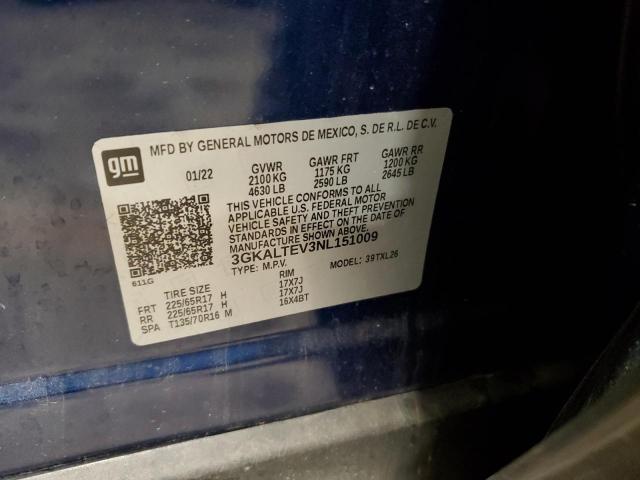 gm MFD BY GENERAL MOTORS DE MEXICO, S. DE R.L. DE C.V.
01/22 GVWR GAWR FRT GAWR RR
2100 KG 1175 KG 1200 KG
4630 LB 2590 LB 2645 LB
THIS VEHICLE CONFORMS TO ALL
APPLICABLE U.S. FEDERAL MOTOR
VEHICLE SAFETY AND THEFT PREVENTION
STANDARDS IN EFFECT ON THE DATE OF
MANUFACTURE SHOWN ABOVE.
3GKALTEV3NL151009
611G TYPE: M.P.V. MODEL: 39TXL26
TIRE SIZE RIM
FRT 225/65R17 H 17X7J
RR 225/65R17 H 17X7J
SPA T135/70R16 M 16X4BT